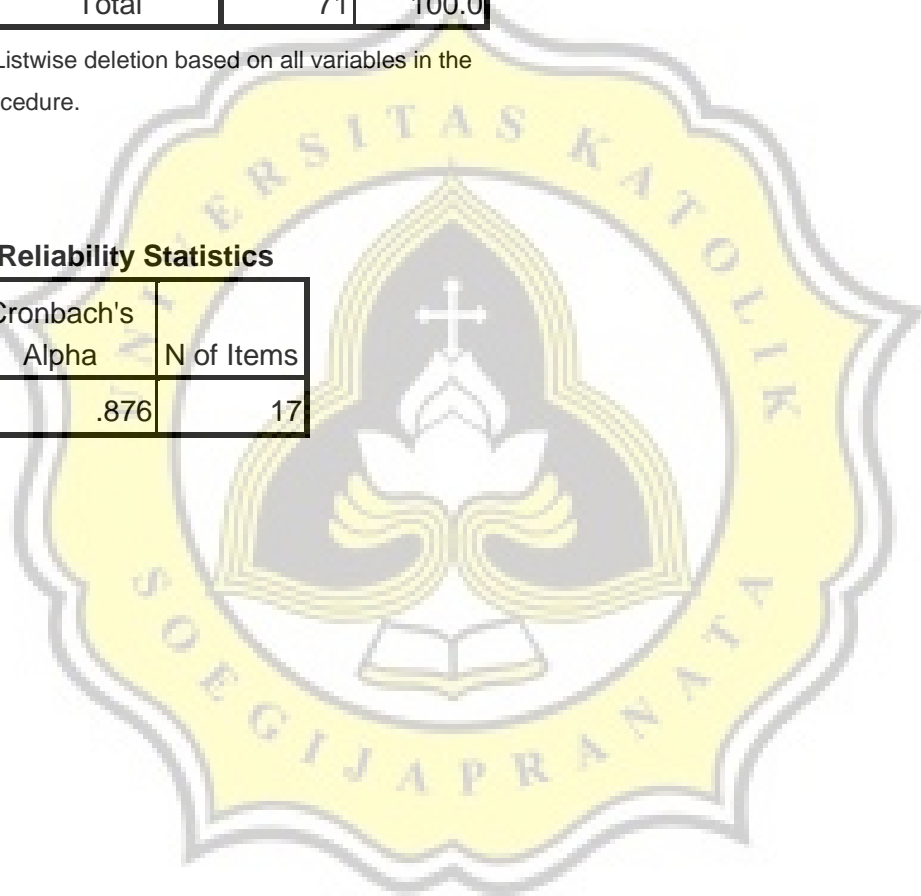 Total 71 100.0
Listwise deletion based on all variables in the
cedure.
Reliability Statistics
Cronbach's
Alpha N of Items
.876 17
UNIVERSITAS KATOLIK
SOEGIJAPRANATA